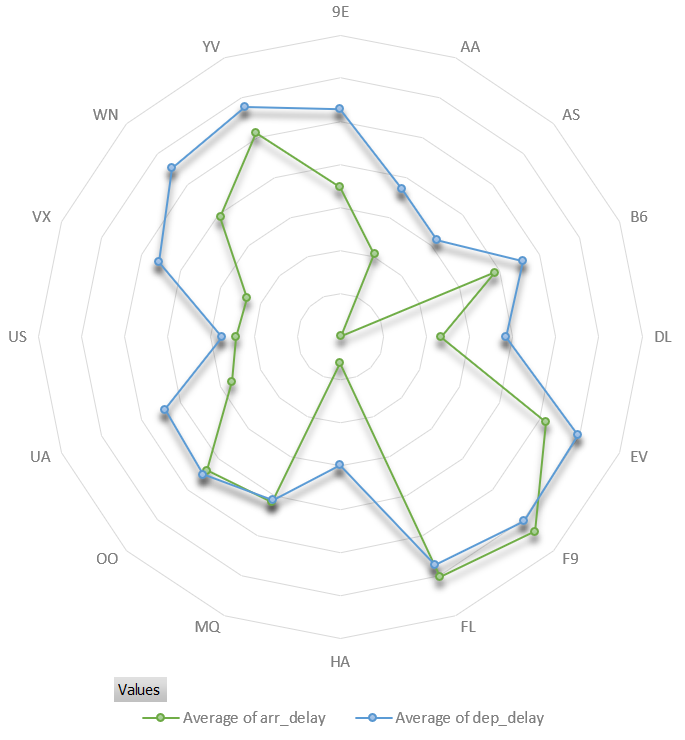 9E
AA
AS
B6
DL
EV
F9
FL
HA
MQ
OO
UA
US
VX
WN
YV
Values
Average of arr_delay
Average of dep_delay